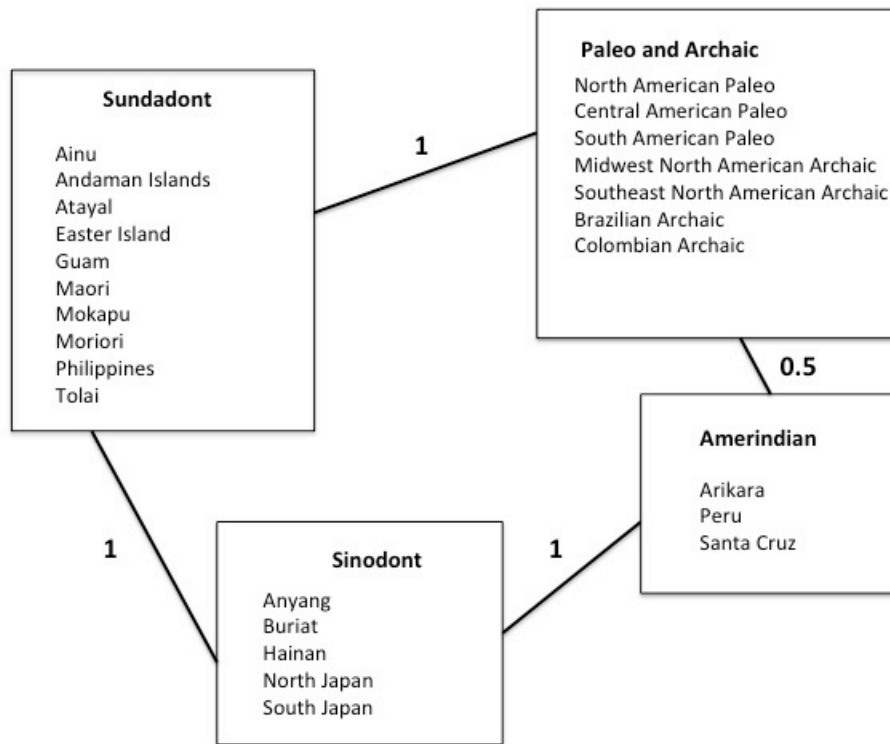 Sundadont
Ainu
Andaman Islands
Atayal
Easter Island
Guam
Maori
Mokapu
Moriori
Philippines
Tolai
1
Paleo and Archaic
North American Paleo
Central American Paleo
South American Paleo
Midwest North American Archaic
Southeast North American Archaic
Brazilian Archaic
Colombian Archaic
0.5
Amerindian
Arikara
Peru
Santa Cruz
1
1
Sinodont
Anyang
Buriat
Hainan
North Japan
South Japan